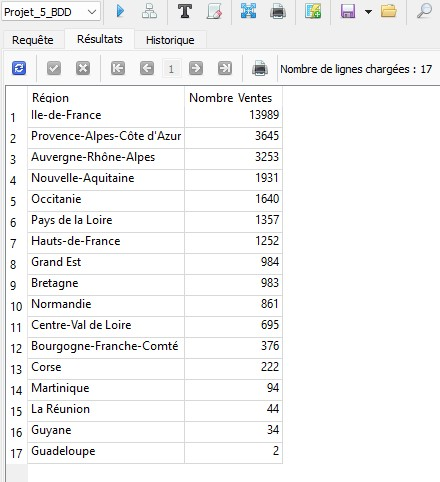 Projet_5_BDD
Requête Résultats Historique
1 Nombre de lignes chargées : 17
Région Nombre Ventes
1 Ile-de-France 13989
2 Provence-Alpes-Côte d'Azur 3645
3 Auvergne-Rhône-Alpes 3253
4 Nouvelle-Aquitaine 1931
5 Occitanie 1640
6 Pays de la Loire 1357
7 Hauts-de-France 1252
8 Grand Est 984
9 Bretagne 983
10 Normandie 861
11 Centre-Val de Loire 695
12 Bourgogne-Franche-Comté 376
13 Corse 222
14 Martinique 94
15 La Réunion 44
16 Guyane 34
17 Guadeloupe 2